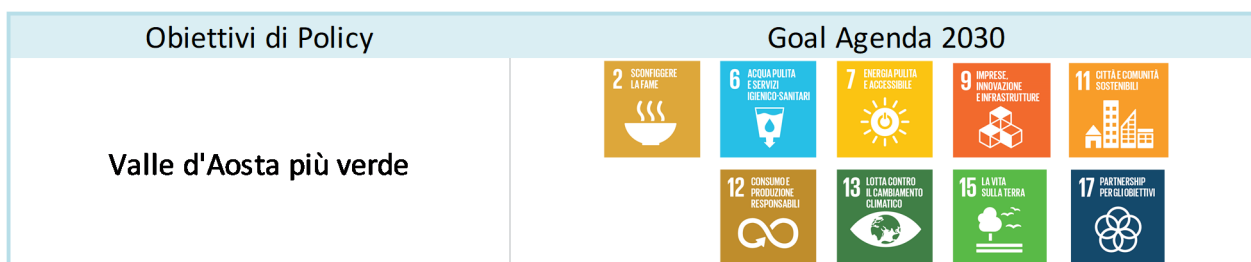 Obiettivi di Policy
Goal Agenda 2030
Valle d'Aosta più verde
2 SCONFIGGERE
LA FAME
6 ACQUA PULITA
E SERVIZI
IGIENICO-SANITARI
7 ENERGIA PULITA
E ACCESSIBILE
9 IMPRESE,
INNOVAZIONE
E INFRASTRUTTURE
11 CITTÀ E COMUNITÀ
SOSTENIBILI
12 CONSUMO E
PRODUZIONE
RESPONSABILI
13 LOTTA CONTRO
IL CAMBIAMENTO
CLIMATICO
15 LA VITA
SULLA TERRA
17 PARTNERSHIP
PER GLI OBIETTIVI